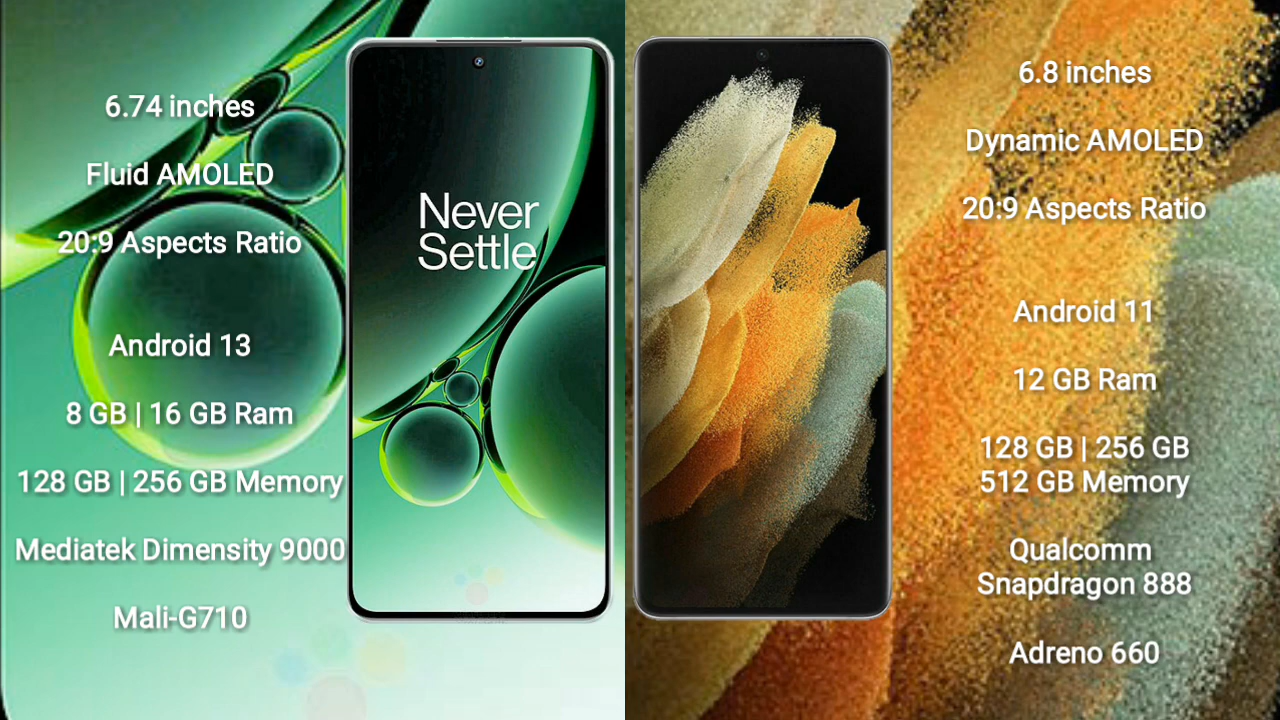 6.74 inches
Fluid AMOLED
20:9 Aspects Ratio
Android 13
8 GB | 16 GB Ram
128 GB | 256 GB Memory
Mediatek Dimensity 9000
Mali-G710
Never
Settle
6.8 inches
Dynamic AMOLED
20:9 Aspects Ratio
Android 11
12 GB Ram
128 GB | 256 GB
512 GB Memory
Qualcomm
Snapdragon 888
Adreno 660